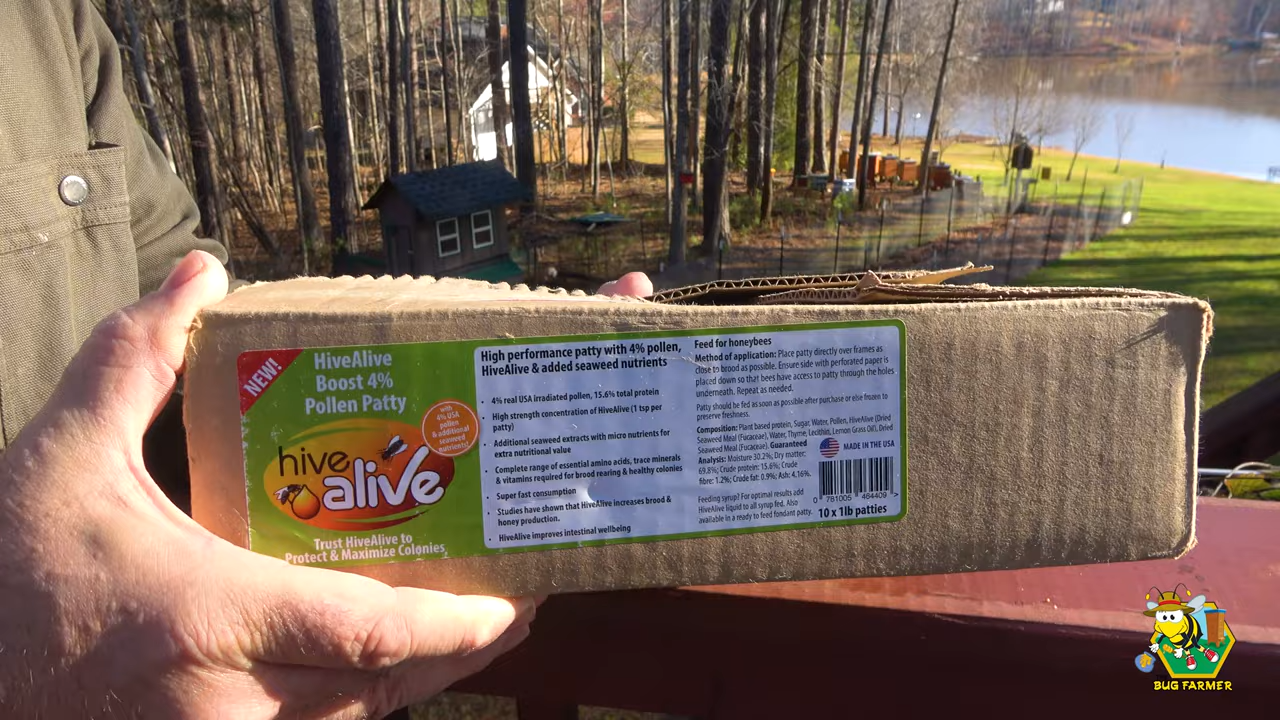 NEW!
HiveAlive
Boost 4%
Pollen Patty
with
4% USA
pollen
& additional
seaweed
nutrients!
hive
alive
Trust HiveAlive to
Protect & Maximize Colonies
High performance patty with 4% pollen,
HiveAlive & added seaweed nutrients
• 4% real USA irradiated pollen, 15.6% total protein
• High strength concentration of HiveAlive (1 tsp per
patty)
• Additional seaweed extracts with micro nutrients for
extra nutritional value
• Complete range of essential amino acids, trace minerals
& vitamins required for brood rearing & healthy colonies
• Super fast consumption
• Studies have shown that HiveAlive increases brood &
honey production.
• HiveAlive improves intestinal wellbeing
Feed for honeybees
Method of application: Place patty directly over frames as
close to brood as possible. Ensure side with perforated paper is
placed down so that bees have access to patty through the holes
underneath. Repeat as needed.
Patty should be fed as soon as possible after purchase or else frozen to
preserve freshness.
Composition: Plant based protein, Sugar, Water, Pollen, HiveAlive (Dried
Seaweed Meal (Fucaceae), Water, Thyme, Lecithin, Lemon Grass Oil), Dried
Seaweed Meal (Fucaceae). Guaranteed
Analysis: Moisture 30.2%; Dry matter:
69.8%; Crude protein: 15.6%; Crude
fibre: 1.2%; Crude fat: 0.9%; Ash: 4.16%.
Feeding syrup? For optimal results add
HiveAlive liquid to all syrup fed. Also
available in a ready to feed fondant patty.
MADE IN THE USA
0 781005 464409 >
10 x 1lb patties
BUG FARMER